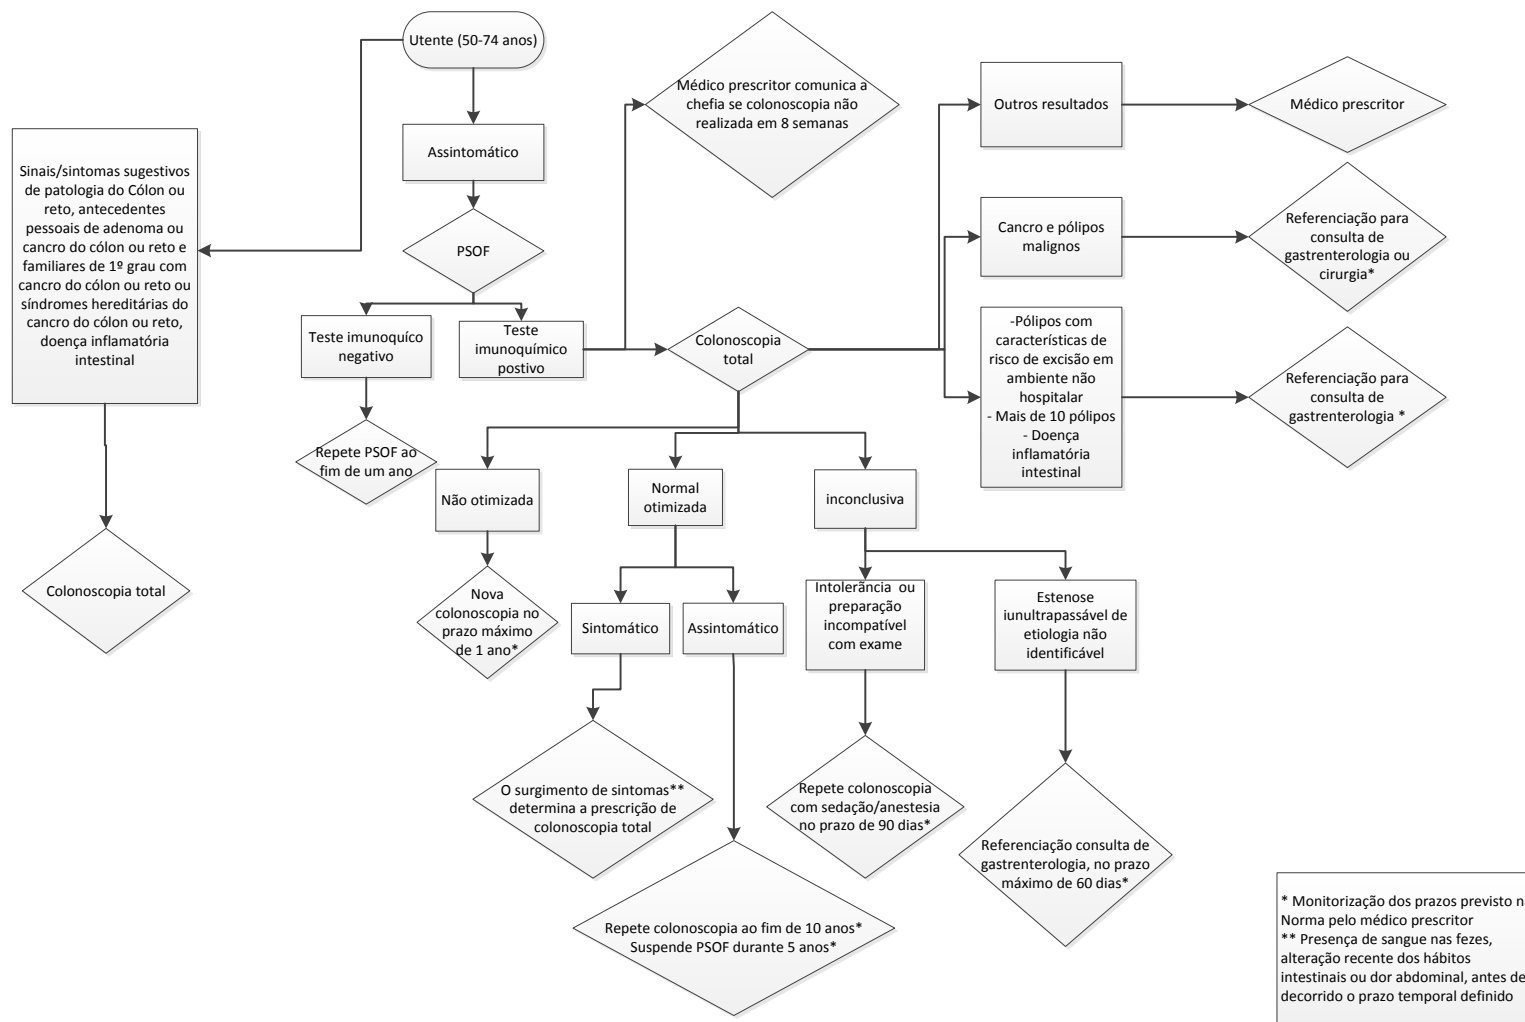 Utente (50-74 anos)
Assintomático
PSOF
Sinais/sintomas sugestivos
de patologia do Cólon ou
reto, antecedentes
pessoais de adenoma ou
cancro do cólon ou reto e
familiares de 1º grau com
cancro do cólon ou reto ou
síndromes hereditárias do
cancro do cólon ou reto,
doença inflamatória
intestinal
Colonoscopia total
Teste imunoquíco
negativo
Repete PSOF ao
fim de um ano
Teste
imunoquímico
postivo
Médico prescritor comunica a
chefia se colonoscopia não
realizada em 8 semanas
Colonoscopia
total
Outros resultados
Médico prescritor
Cancro e pólipos
malignos
Referenciação para
consulta de
gastrenterologia ou
cirurgia*
-Pólipos com
características de
risco de excisão em
ambiente não
hospitalar
- Mais de 10 pólipos
- Doença
inflamatória
intestinal
Referenciação para
consulta de
gastrenterologia *
Não otimizada
Nova
colonoscopia no
prazo máximo
de 1 ano*
Normal
otimizada
Sintomático
O surgimento de sintomas**
determina a prescrição de
colonoscopia total
Assintomático
Repete colonoscopia ao fim de 10 anos*
Suspende PSOF durante 5 anos*
inconclusiva
Intolerância ou
preparação
incompatível
com exame
Repete colonoscopia
com sedação/anestesia
no prazo de 90 dias*
Estenose
iunultrapassável de
etiologia não
identificável
Referenciação consulta de
gastrenterologia, no prazo
máximo de 60 dias*
* Monitorização dos prazos previsto n
Norma pelo médico prescritor
** Presença de sangue nas fezes,
alteração recente dos hábitos
intestinais ou dor abdominal, antes de
decorrido o prazo temporal definido